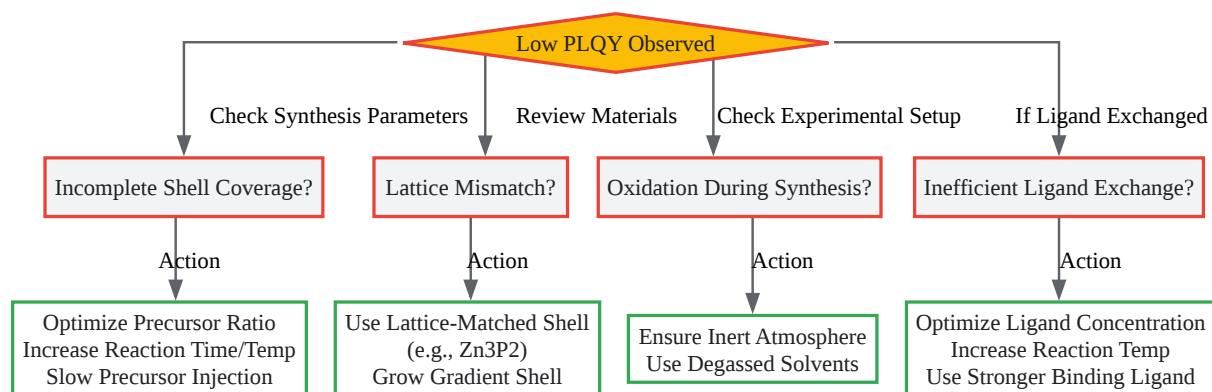 Low PLQY Observed
Check Synthesis Parameters
Review Materials
Check Experimental Setup
If Ligand Exchanged
Incomplete Shell Coverage?
Lattice Mismatch?
Oxidation During Synthesis?
Inefficient Ligand Exchange?
Action
Action
Action
Action
Optimize Precursor Ratio
Increase Reaction Time/Temp
Slow Precursor Injection
Use Lattice-Matched Shell
(e.g., Zn3P2)
Grow Gradient Shell
Ensure Inert Atmosphere
Use Degassed Solvents
Optimize Ligand Concentration
Increase Reaction Temp
Use Stronger Binding Ligand